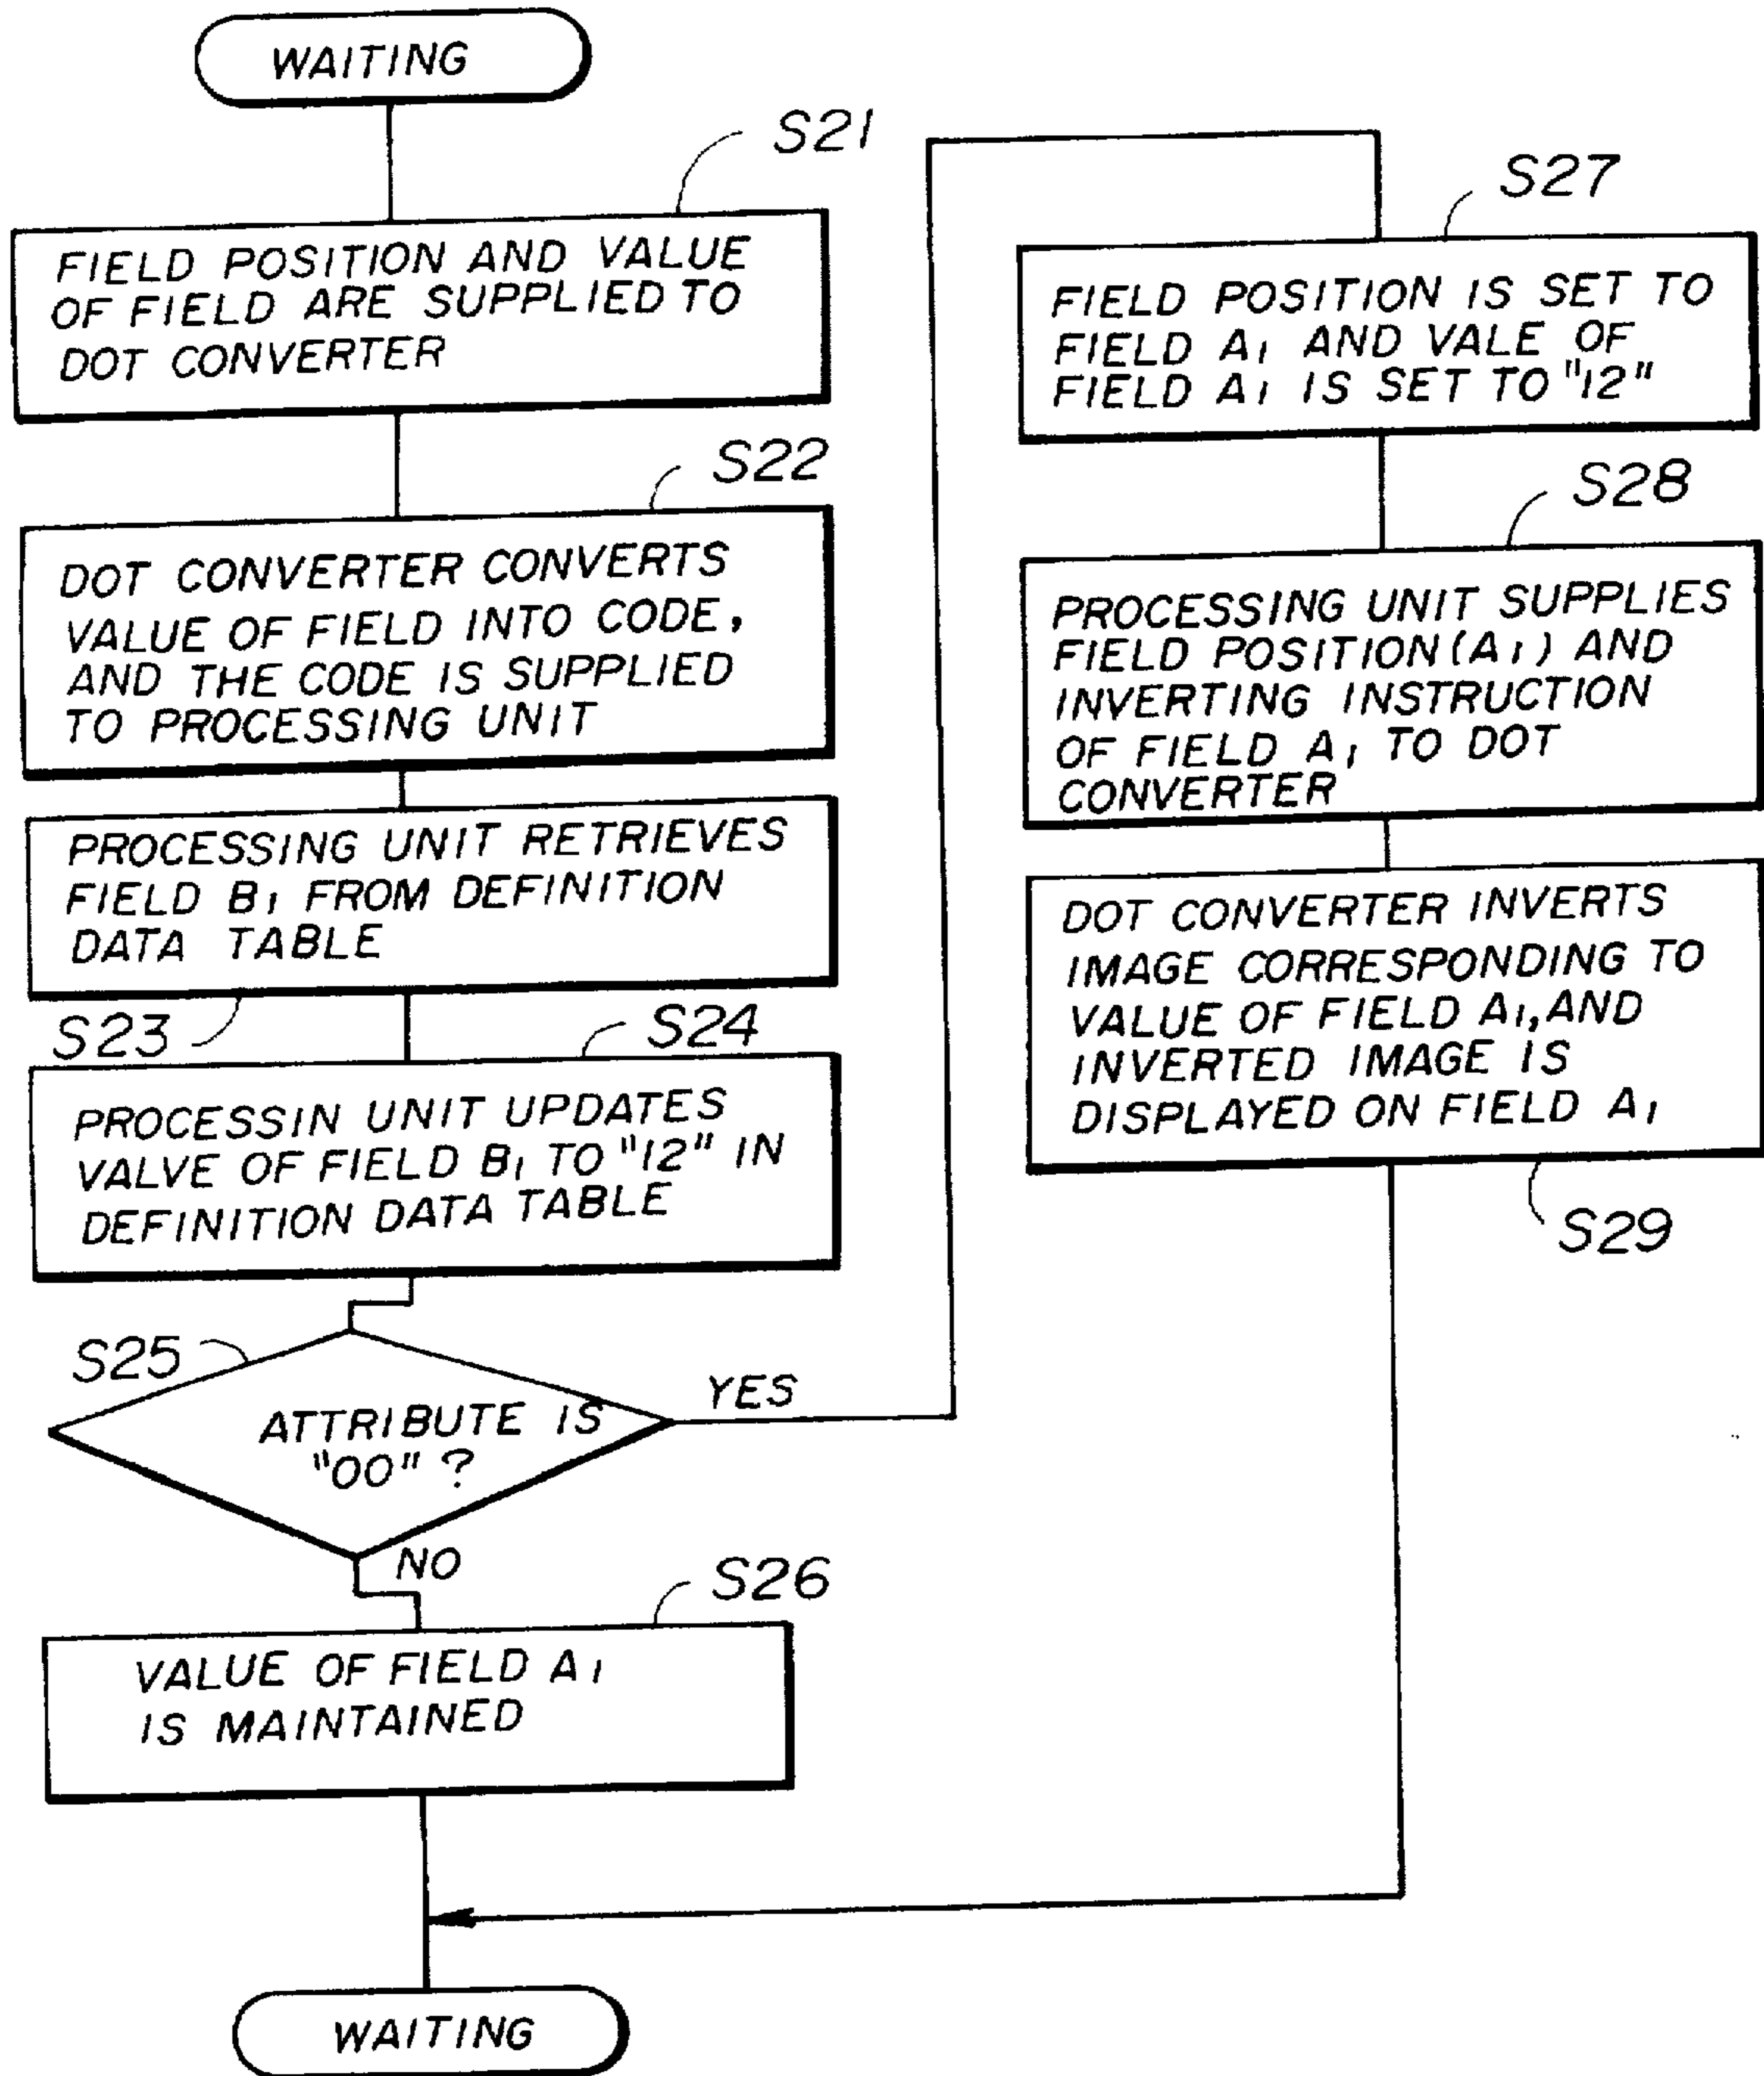 WAITING
S21
FIELD POSITION AND VALUE
OF FIELD ARE SUPPLIED TO
DOT CONVERTER
S22
DOT CONVERTER CONVERTS
VALUE OF FIELD INTO CODE,
AND THE CODE IS SUPPLIED
TO PROCESSING UNIT
PROCESSING UNIT RETRIEVES
FIELD B1 FROM DEFINITION
DATA TABLE
S23
S24
PROCESSIN UNIT UPDATES
VALVE OF FIELD B1 TO "12" IN
DEFINITION DATA TABLE
S25
ATTRIBUTE IS
"00" ?
YES
NO
S26
VALUE OF FIELD A1
IS MAINTAINED
S27
FIELD POSITION IS SET TO
FIELD A1 AND VALE OF
FIELD A1 IS SET TO "12"
S28
PROCESSING UNIT SUPPLIES
FIELD POSITION (A1) AND
INVERTING INSTRUCTION
OF FIELD A1 TO DOT
CONVERTER
DOT CONVERTER INVERTS
IMAGE CORRESPONDING TO
VALUE OF FIELD A1, AND
INVERTED IMAGE IS
DISPLAYED ON FIELD A1
S29
WAITING